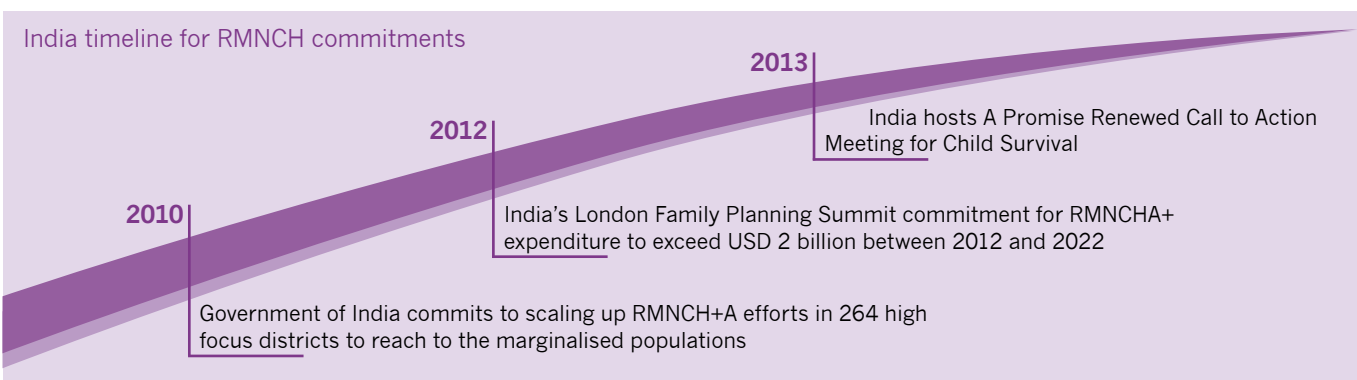 India timeline for RMNCH commitments
2013
India hosts A Promise Renewed Call to Action
Meeting for Child Survival
2012
India's London Family Planning Summit commitment for RMNCHA+
expenditure to exceed USD 2 billion between 2012 and 2022
2010
Government of India commits to scaling up RMNCH+A efforts in 264 high
focus districts to reach to the marginalised populations